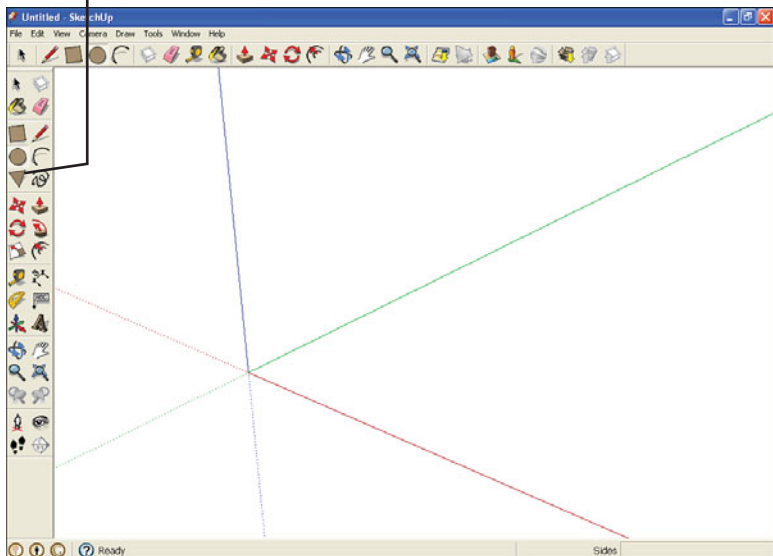 Untitled - SketchUp
File Edit View Camera Draw Tools Window Help
Ready
Sides